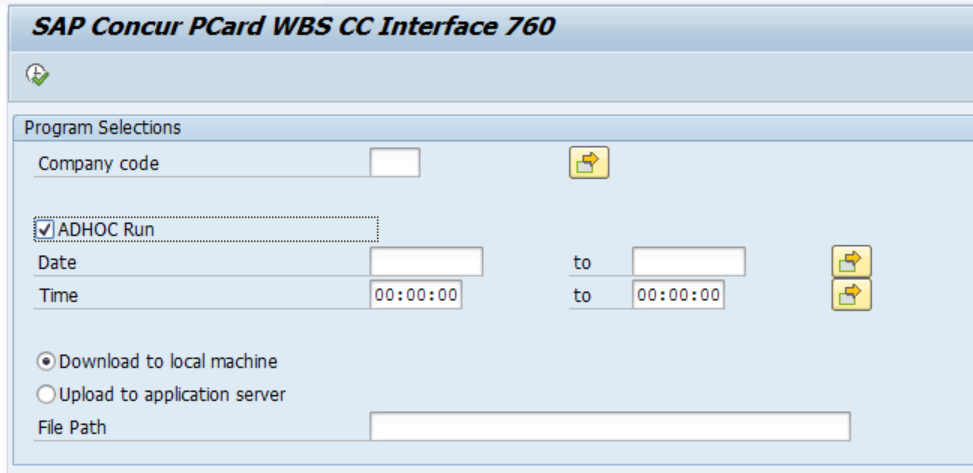 SAP Concur PCard WBS CC Interface 760
Program Selections
Company code
ADHOC Run
Date to
Time 00:00:00 to 00:00:00
Download to local machine
Upload to application server
File Path